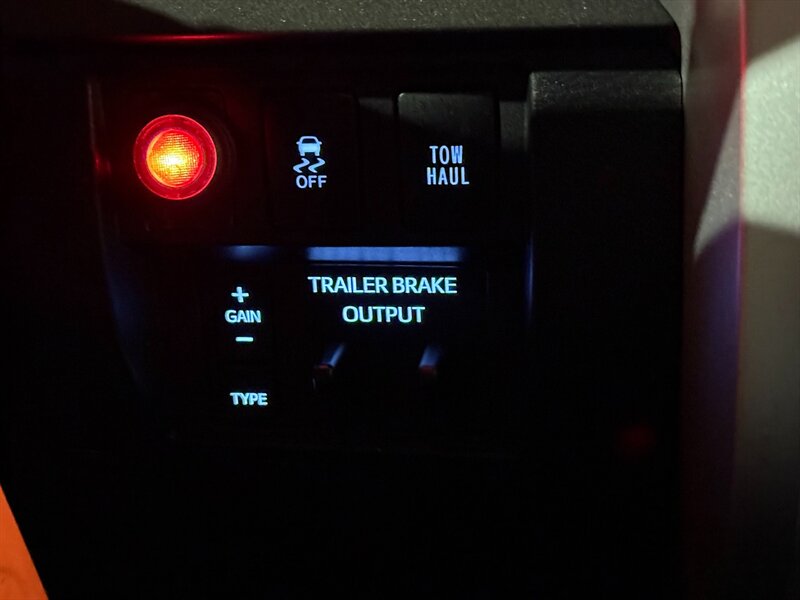 OFF
TOW
HAUL
TRAILER BRAKE
OUTPUT
+
GAIN
−
TYPE